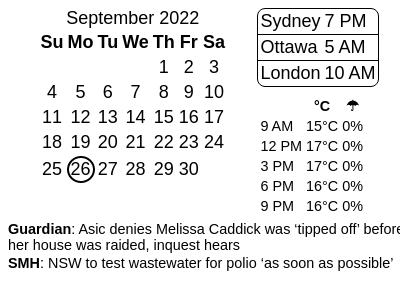 September 2022
Su Mo Tu We Th Fr Sa
1 2 3
4 5 6 7 8 9 10
11 12 13 14 15 16 17
18 19 20 21 22 23 24
25 26 27 28 29 30
Sydney 7 PM
Ottawa 5 AM
London 10 AM
°C ☂
9 AM 15°C 0%
12 PM 17°C 0%
3 PM 17°C 0%
6 PM 16°C 0%
9 PM 16°C 0%
Guardian: Asic denies Melissa Caddick was ‘tipped off’ before
her house was raided, inquest hears
SMH: NSW to test wastewater for polio ‘as soon as possible’